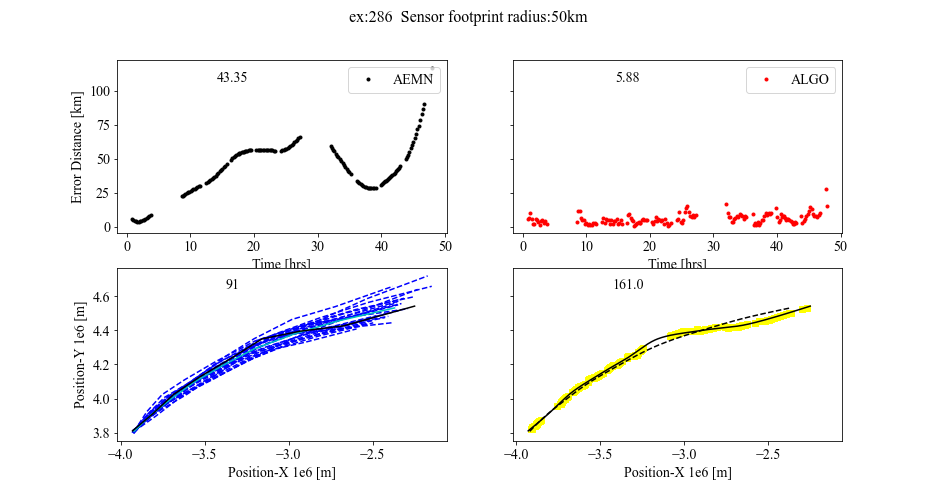 ex:286 Sensor footprint radius:50km
43.35
AEMN
5.88
ALGO
Error Distance [km]
100
75
50
25
0
0 10 20 30 40 50
0 10 20 30 40 50
Time [hrs]
Time [hrs]
91
161.0
Position-Y 1e6 [m]
4.6
4.4
4.2
4.0
3.8
−4.0 −3.5 −3.0 −2.5
−4.0 −3.5 −3.0 −2.5
Position-X 1e6 [m]
Position-X 1e6 [m]